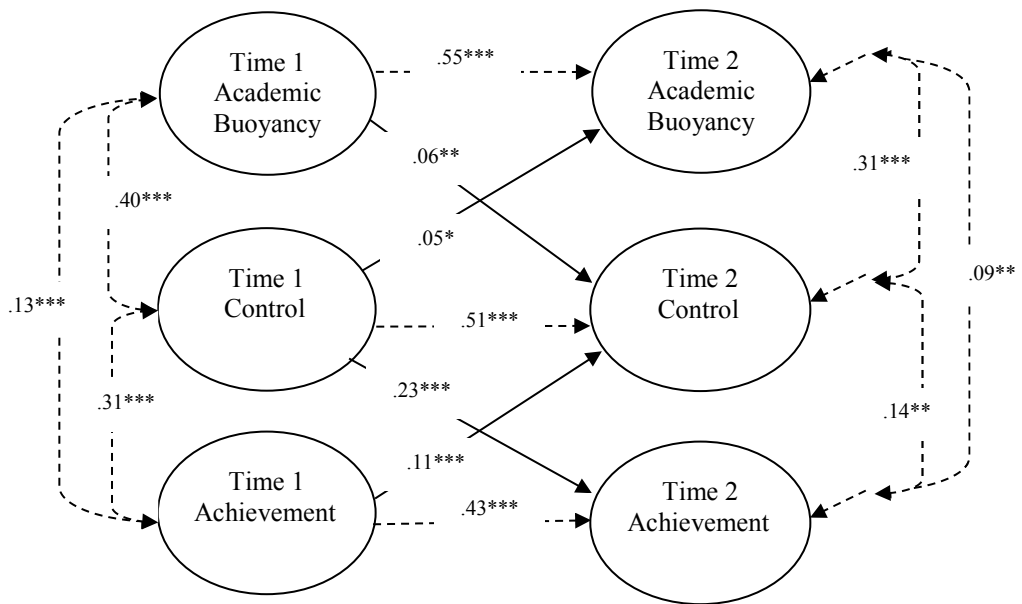 Time 1
Academic
Buoyancy
.55***
Time 2
Academic
Buoyancy
.06**
.31***
.40***
.05*
Time 1
Control
Time 2
Control
.13***
.09**
.51***
.23***
.31***
.14**
.11***
Time 1
Achievement
.43***
Time 2
Achievement